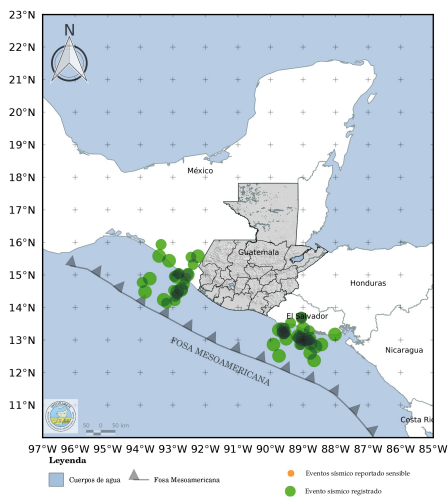 23°N
22°N
21°N
20°N
19°N
18°N
17°N
16°N
15°N
14°N
13°N
12°N
11°N
N
México
Guatemala
Honduras
El Salvador
Nicaragua
Costa Ric
FOSA MESOAMERICANA
50 0 50 km
97°W 96°W 95°W 94°W 93°W 92°W 91°W 90°W 89°W 88°W 87°W 86°W 85°W
Leyenda
Cuerpos de agua
Fosa Mesoamericana
Eventos sísmico reportado sensible
Evento sísmico registrado